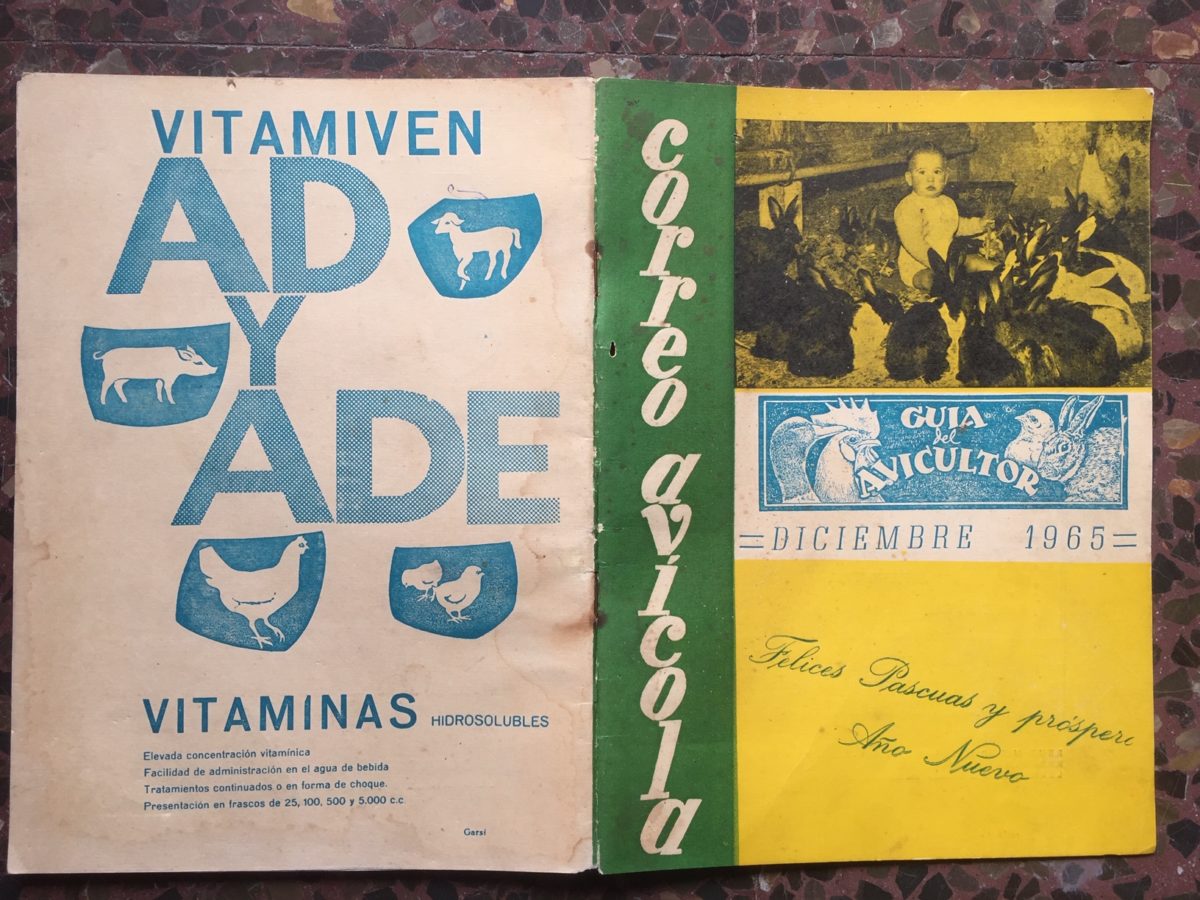 VITAMIVEN
AD
Y
ADE
VITAMINAS HIDROSOLUBLES
Elevada concentración vitamínica
Facilidad de administración en el agua de bebida
Tratamientos continuados o en forma de choque.
Presentación en frascos de 25, 100, 500 y 5.000 c.c.
Garsí
correo avícola
GUIA
del
AVICULTOR
=DICIEMBRE 1965=
Felices Pascuas y prósper
Año Nuevo